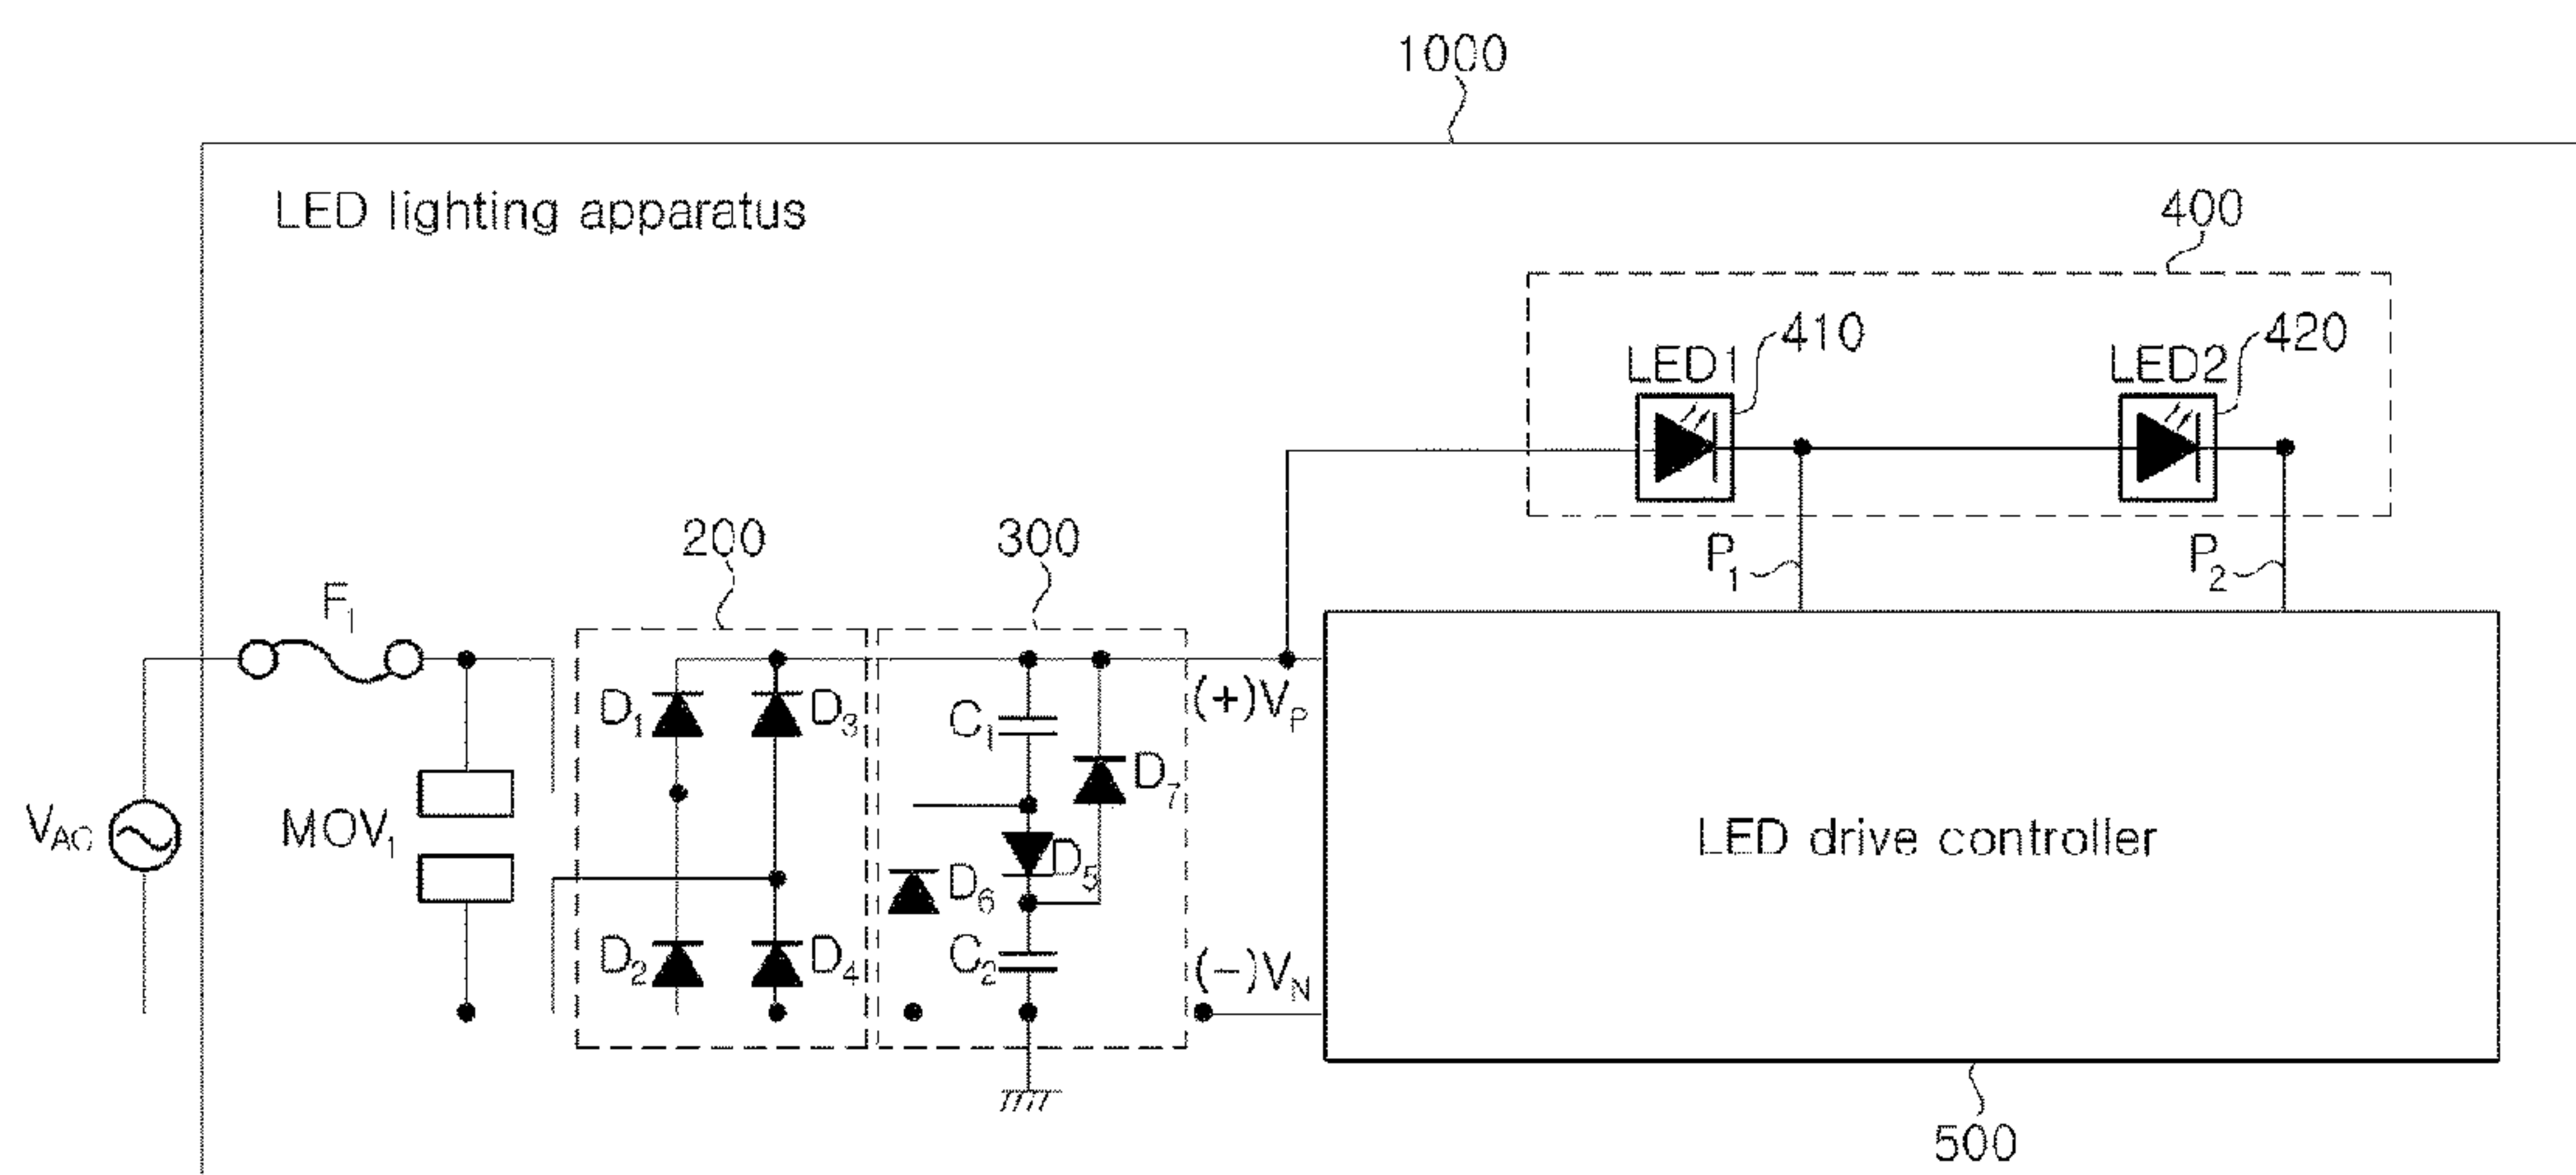 1000
LED lighting apparatus
400
LED1
410
LED2
420
200
300
P1
P2
F1
D1
D3
C1
(+)VP
D7
VAC
MOV1
D5
LED drive controller
D6
D2
D4
C2
(-)VN
500